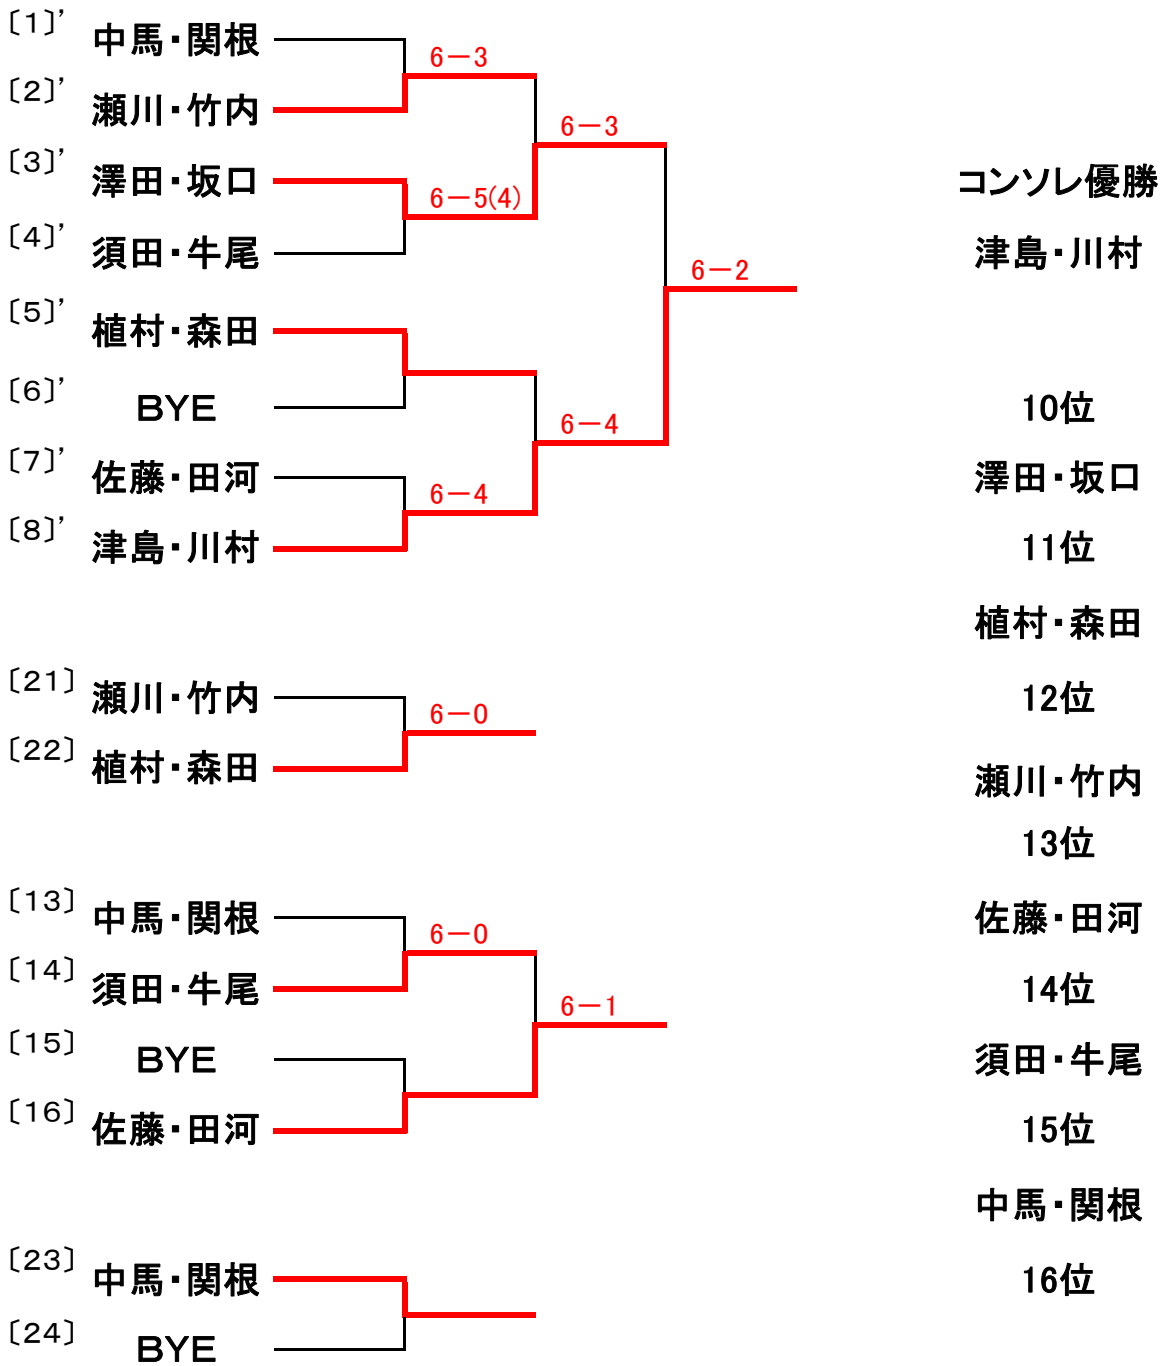 〔1〕’ 中馬・関根
6－3
〔2〕’ 瀬川・竹内
6－3
〔3〕’ 澤田・坂口
6－5(4)
〔4〕’ 須田・牛尾
6－2
〔5〕’ 植村・森田
〔6〕’ BYE
6－4
〔7〕’ 佐藤・田河
6－4
〔8〕’ 津島・川村
〔21〕 瀬川・竹内
6－0
〔22〕 植村・森田
〔13〕 中馬・関根
6－0
〔14〕 須田・牛尾
6－1
〔15〕 BYE
〔16〕 佐藤・田河
〔23〕 中馬・関根
〔24〕 BYE
コンソレ優勝
津島・川村
10位
澤田・坂口
11位
植村・森田
12位
瀬川・竹内
13位
佐藤・田河
14位
須田・牛尾
15位
中馬・関根
16位